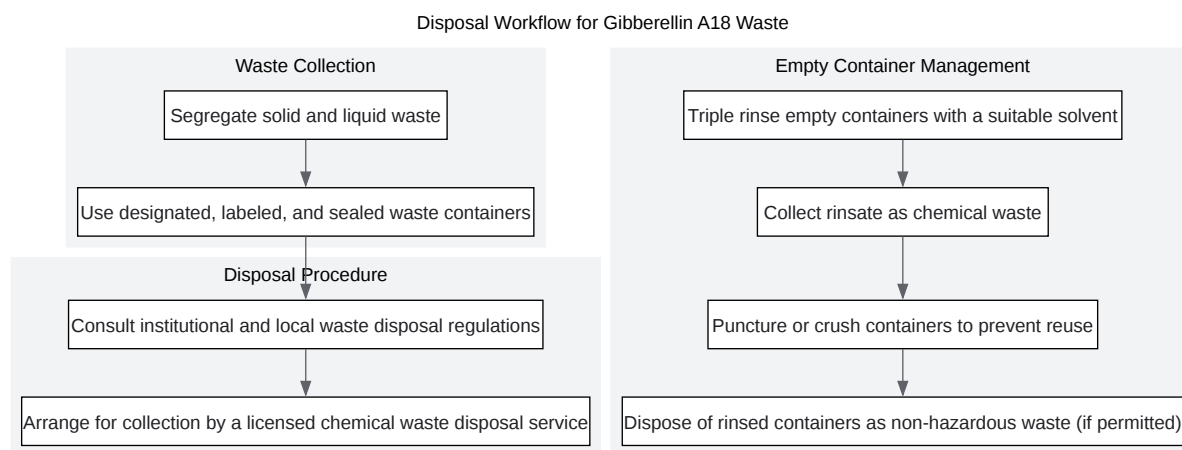 Disposal Workflow for Gibberellin A18 Waste
Waste Collection
Segregate solid and liquid waste
Use designated, labeled, and sealed waste containers
Disposal Procedure
Consult institutional and local waste disposal regulations
Arrange for collection by a licensed chemical waste disposal service
Empty Container Management
Triple rinse empty containers with a suitable solvent
Collect rinsate as chemical waste
Puncture or crush containers to prevent reuse
Dispose of rinsed containers as non-hazardous waste (if permitted)